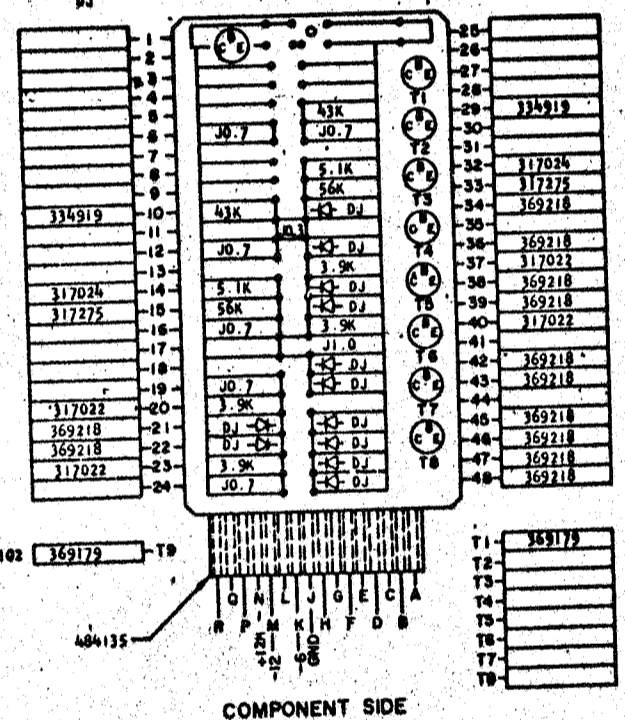 1
2
3
4
5
6
7
8
9
334919 10
11
12
13
317024 14
317275 15
16
17
18
19
317022 20
369218 21
369218 22
317022 23
24
C E
J0.7
43K
J0.7
5.1K
56K
J0.7
J0.7
3.9K
DJ
DJ
3.9K
J0.7
J0.3
43K
J0.7
5.1K
56K
DJ
DJ
3.9K
DJ
DJ
3.9K
J1.0
DJ
DJ
DJ
DJ
DJ
DJ
C B E
T1
C B E
T2
C B E
T3
C B E
T4
C B E
T5
C B E
T6
C B E
T7
C B E
T8
25
26
27
28
29 334919
30
31
32 317024
33 317275
34 369218
35
36 369218
37 317022
38 369218
39 369218
40 317022
41
42 369218
43 369218
44
45 369218
46 369218
47 369218
48 369218
369179 T9
484135
R Q P N M L K J H G F E D C B A
-12
-6
GND
T1 369179
T2
T3
T4
T5
T6
T7
T8
COMPONENT SIDE